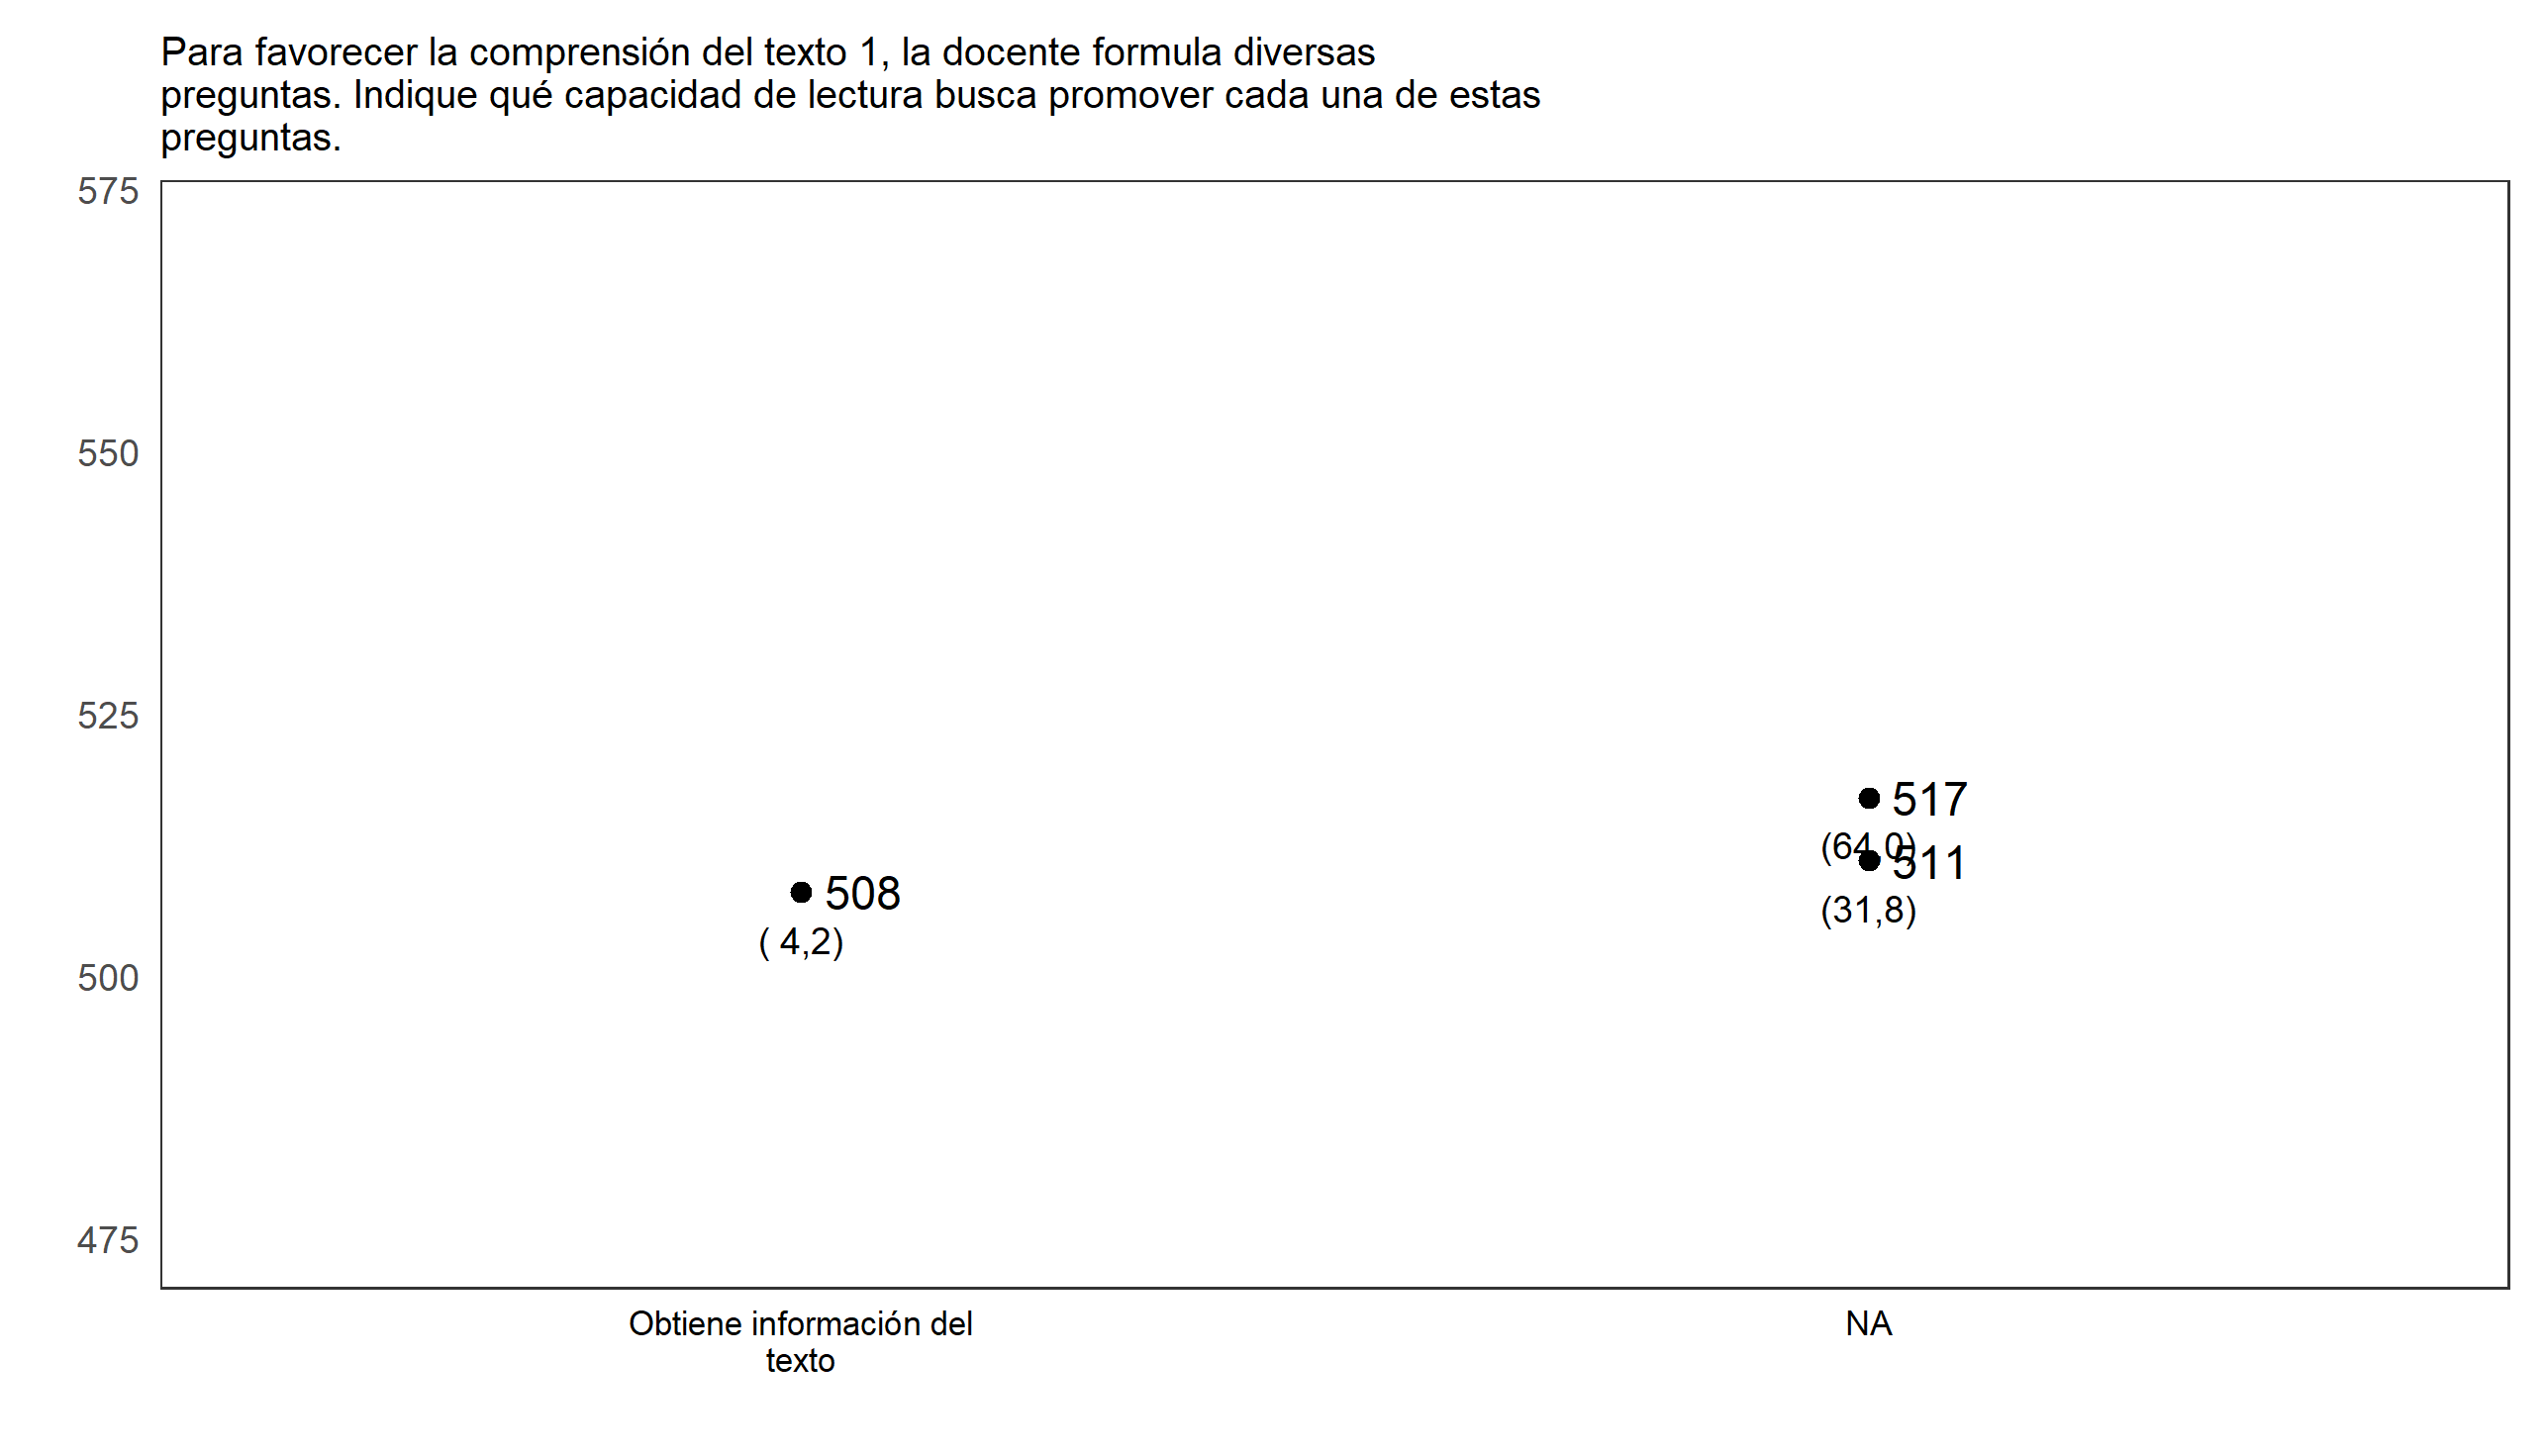 Para favorecer la comprensión del texto 1, la docente formula diversas
preguntas. Indique qué capacidad de lectura busca promover cada una de estas
preguntas.
575
550
525
500
475
517
(64,0)
511
(31,8)
508
( 4,2)
Obtiene información del
texto
NA